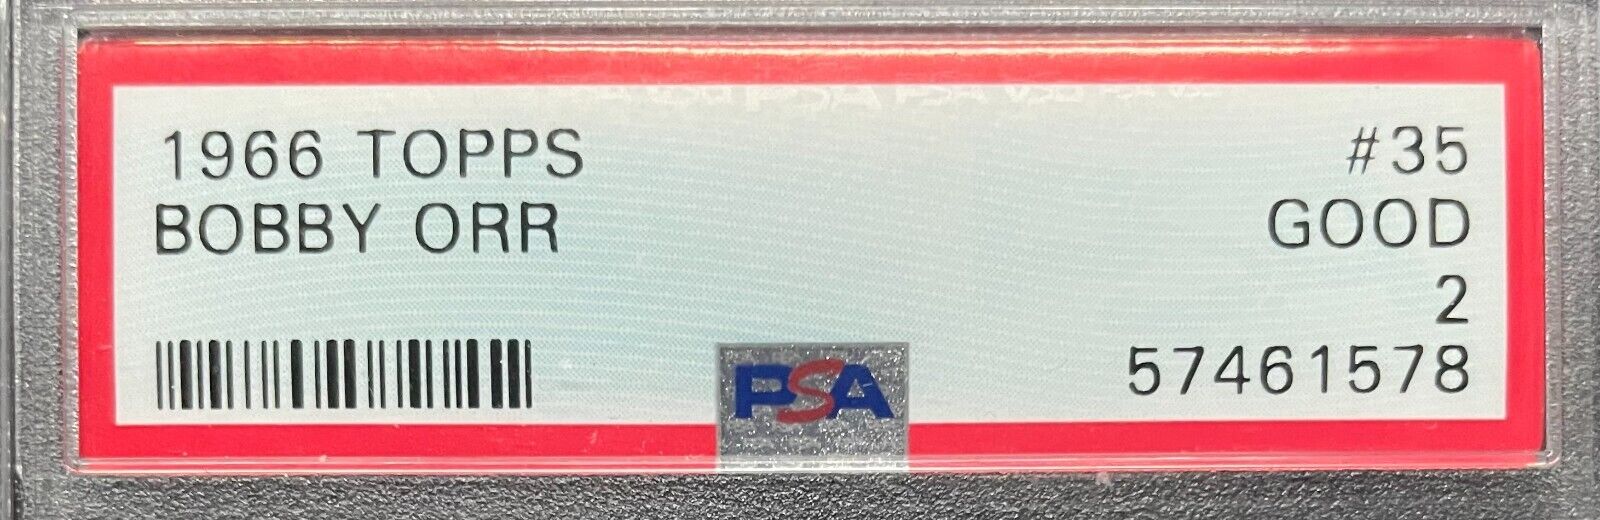 1966 TOPPS #35
BOBBY ORR GOOD
2
57461578
PSA